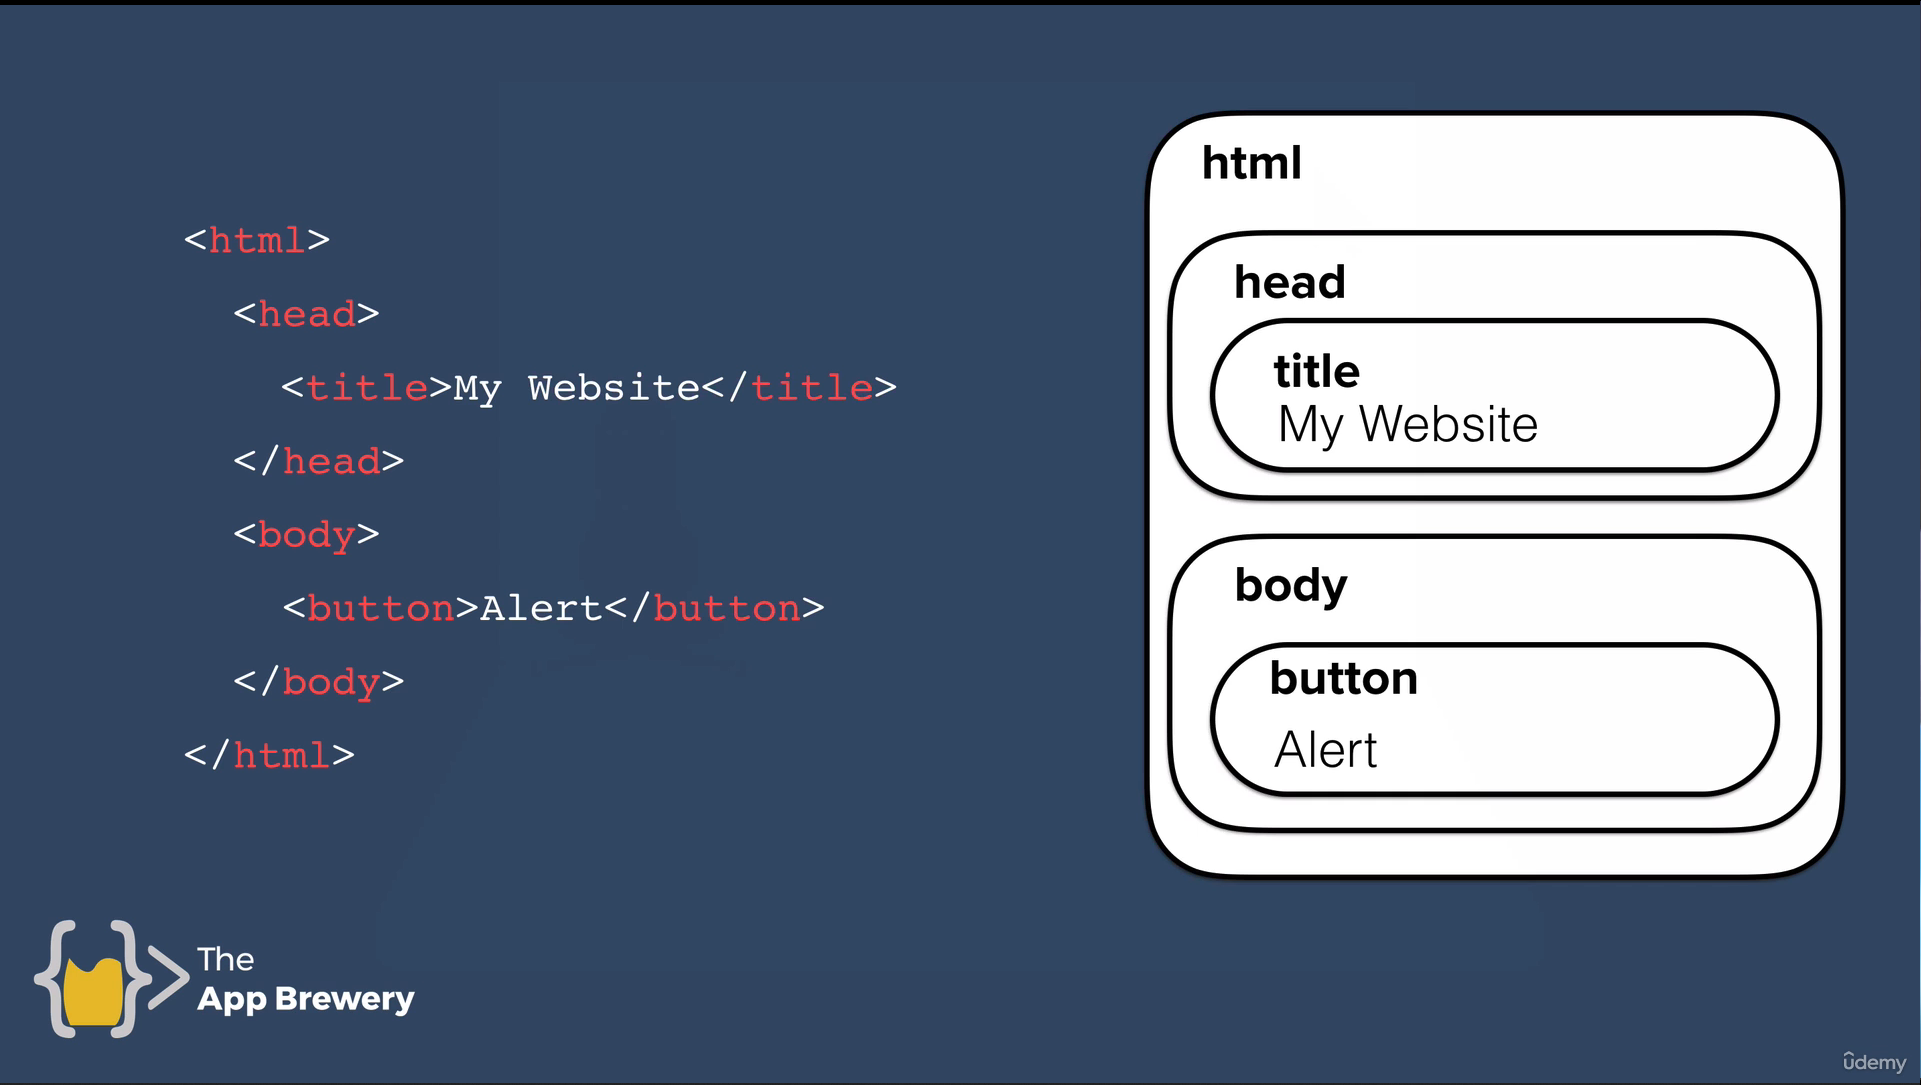 <html>
<head>
<title>My Website</title>
</head>
<body>
<button>Alert</button>
</body>
</html>
html
head
title
My Website
body
button
Alert
The
App Brewery
ûdemy